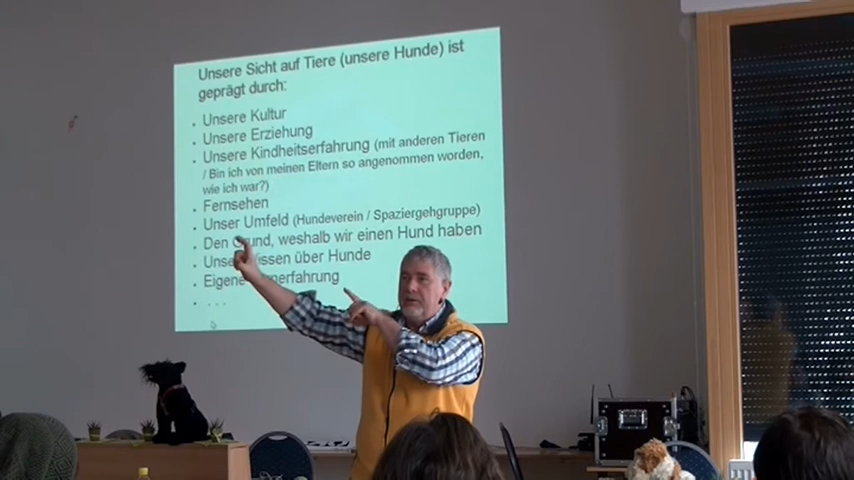 Unsere Sicht auf Tiere (unsere Hunde) ist
geprägt durch:
• Unsere Kultur
• Unsere Erziehung
• Unsere Kindheitserfahrung (mit anderen Tieren
/ Bin ich von meinen Eltern so angenommen worden,
wie ich war?)
• Fernsehen
• Unser Umfeld (Hundeverein / Spaziergehgruppe)
• Den Grund, weshalb wir einen Hund haben
• über Hunde
• Eigene
• . . .